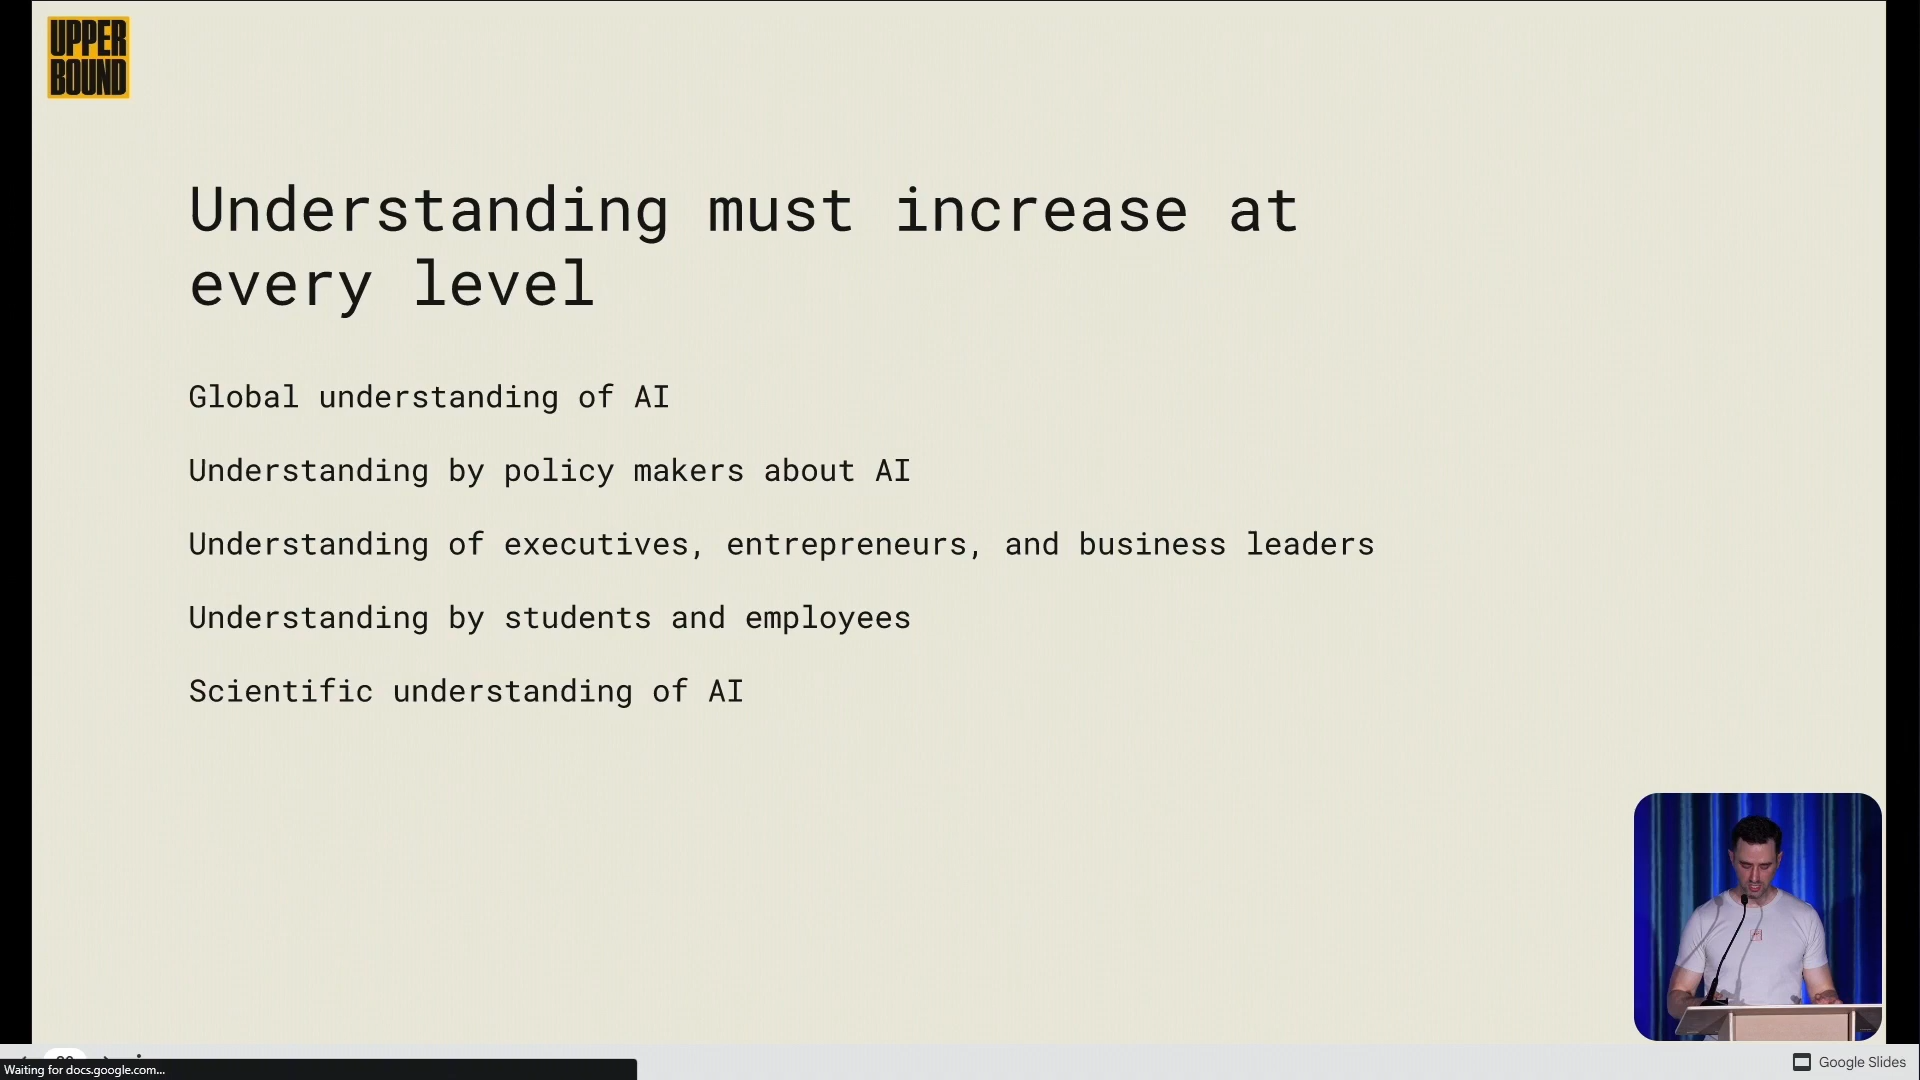 UPPER
BOUND
Understanding must increase at
every level
Global understanding of AI
Understanding by policy makers about AI
Understanding of executives, entrepreneurs, and business leaders
Understanding by students and employees
Scientific understanding of AI
Waiting for docs.google.com...
Google Slides